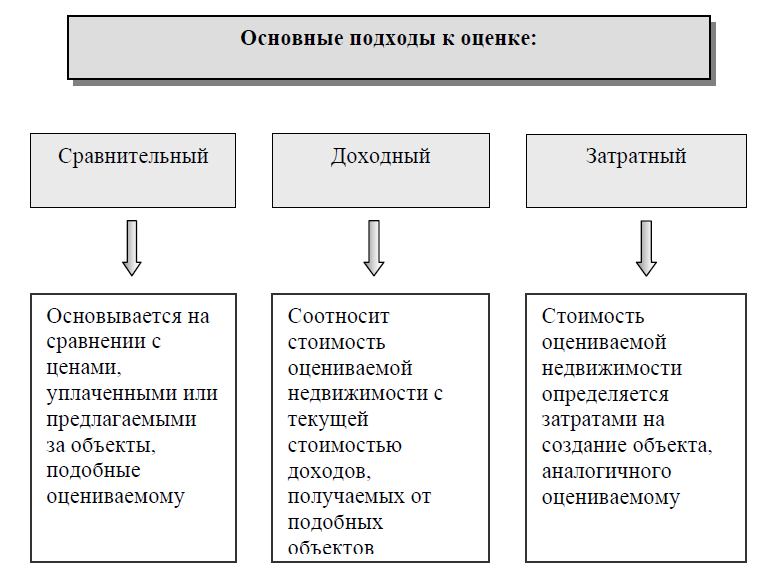 Основные подходы к оценке:
Сравнительный
Доходный
Затратный
Основывается на
сравнении с
ценами,
уплаченными или
предлагаемыми
за объекты,
подобные
оцениваемому
Соотносит
стоимость
оцениваемой
недвижимости с
текущей
стоимостью
доходов,
получаемых от
подобных
объектов
Стоимость
оцениваемой
недвижимости
определяется
затратами на
создание объекта,
аналогичного
оцениваемому